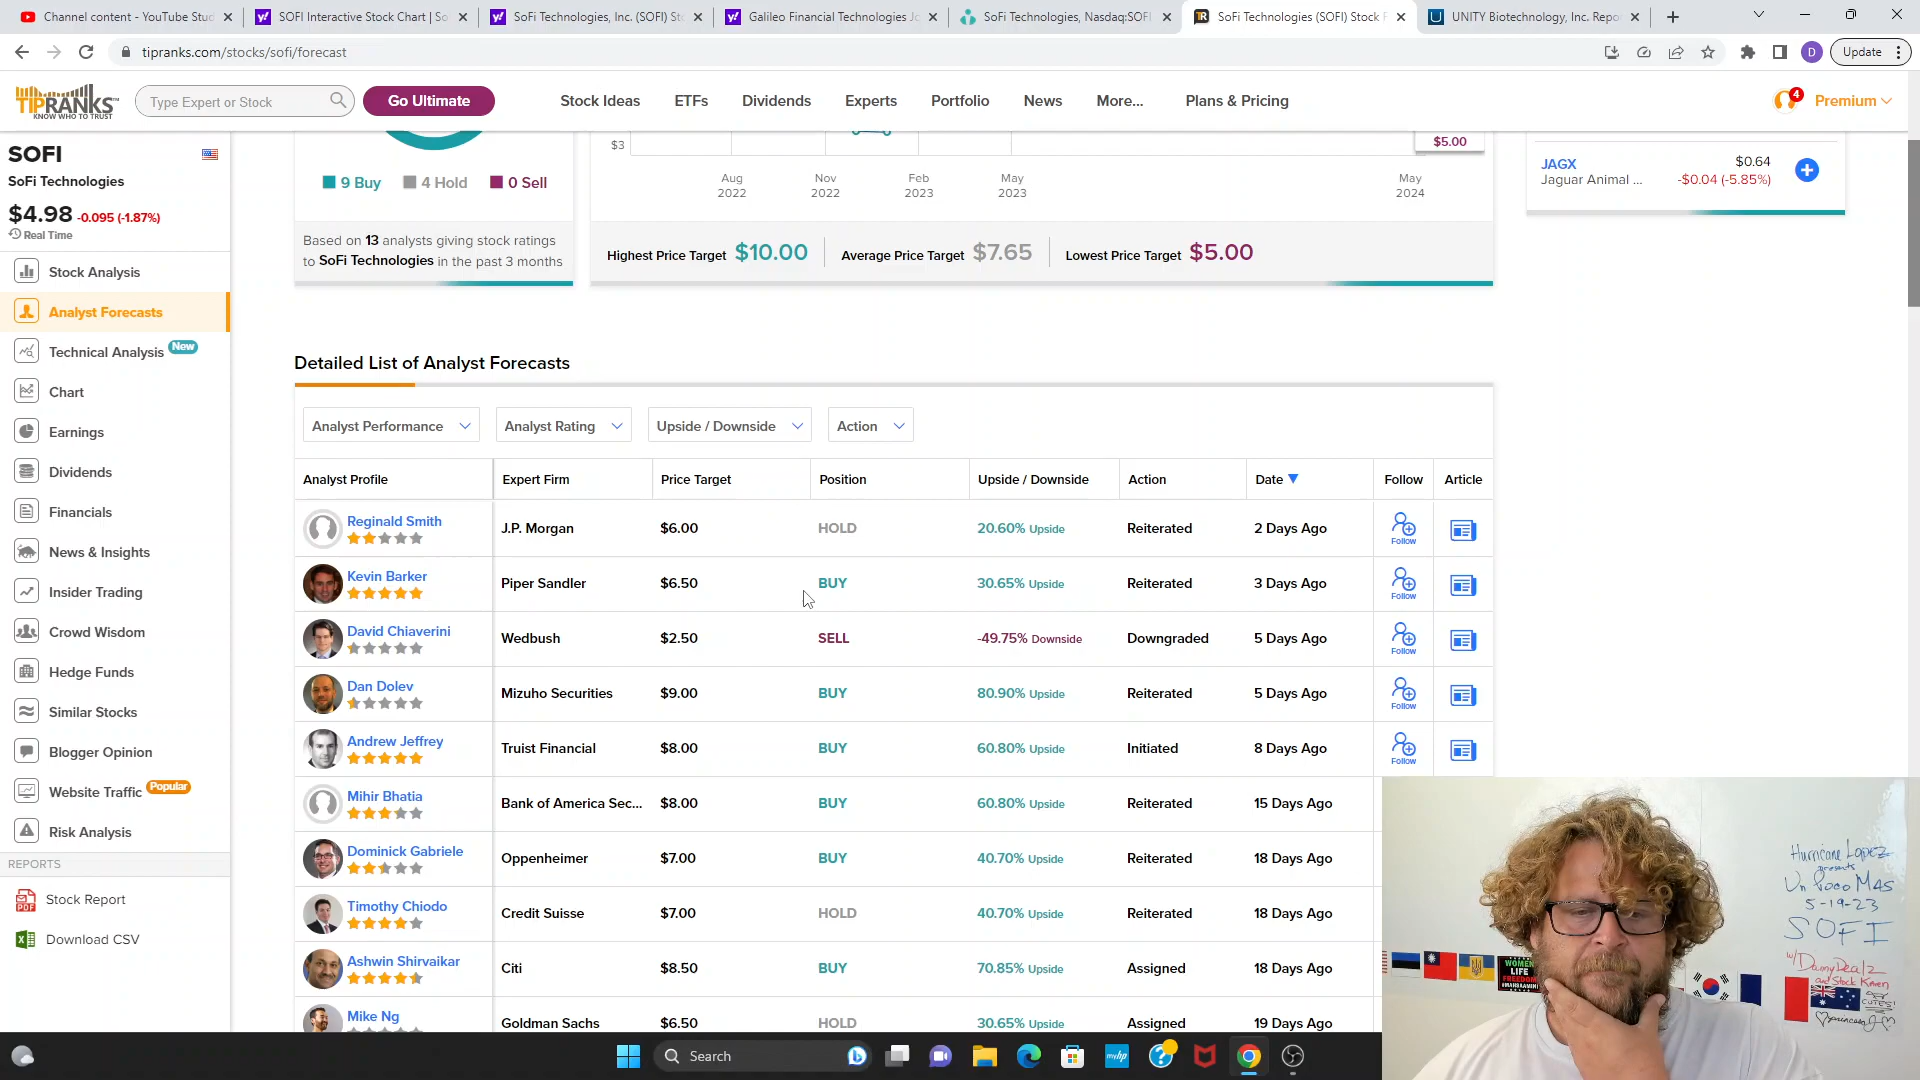 Channel content - YouTube Stud
SOFI Interactive Stock Chart | So
SoFi Technologies, Inc. (SOFI) St
Galileo Financial Technologies Jo
SoFi Technologies, Nasdaq:SOFI
SoFi Technologies (SOFI) Stock F
UNITY Biotechnology, Inc. Repo
tipranks.com/stocks/sofi/forecast
D
Update
TIPRANKS
KNOW WHO TO TRUST
Type Expert or Stock
Go Ultimate
Stock Ideas
ETFs
Dividends
Experts
Portfolio
News
More...
Plans & Pricing
4
Premium
SOFI
SoFi Technologies
$4.98 -0.095 (-1.87%)
Real Time
Stock Analysis
Analyst Forecasts
Technical Analysis New
Chart
Earnings
Dividends
Financials
News & Insights
Insider Trading
Crowd Wisdom
Hedge Funds
Similar Stocks
Blogger Opinion
Website Traffic Popular
Risk Analysis
REPORTS
Stock Report
Download CSV
9 Buy 4 Hold 0 Sell
Based on 13 analysts giving stock ratings
to SoFi Technologies in the past 3 months
$3
$5.00
Aug 2022
Nov 2022
Feb 2023
May 2023
May 2024
Highest Price Target $10.00
Average Price Target $7.65
Lowest Price Target $5.00
JAGX $0.64
Jaguar Animal ... -$0.04 (-5.85%)
Detailed List of Analyst Forecasts
Analyst Performance
Analyst Rating
Upside / Downside
Action
Analyst Profile Expert Firm Price Target Position Upside / Downside Action Date Follow Article
Reginald Smith J.P. Morgan $6.00 HOLD 20.60% Upside Reiterated 2 Days Ago Follow
Kevin Barker Piper Sandler $6.50 BUY 30.65% Upside Reiterated 3 Days Ago Follow
David Chiaverini Wedbush $2.50 SELL -49.75% Downside Downgraded 5 Days Ago Follow
Dan Dolev Mizuho Securities $9.00 BUY 80.90% Upside Reiterated 5 Days Ago Follow
Andrew Jeffrey Truist Financial $8.00 BUY 60.80% Upside Initiated 8 Days Ago Follow
Mihir Bhatia Bank of America Sec... $8.00 BUY 60.80% Upside Reiterated 15 Days Ago
Dominick Gabriele Oppenheimer $7.00 BUY 40.70% Upside Reiterated 18 Days Ago
Timothy Chiodo Credit Suisse $7.00 HOLD 40.70% Upside Reiterated 18 Days Ago
Ashwin Shirvaikar Citi $8.50 BUY 70.85% Upside Assigned 18 Days Ago
Mike Ng Goldman Sachs $6.50 HOLD 30.65% Upside Assigned 19 Days Ago
Hurricane Lopez
presents
Un Poco Mas
5-19-23
SOFI
w/DannyDealz
and Stock Kraven
WOMEN
LIFE
FREEDOM
#MAHSAAMINI
Search
myhp